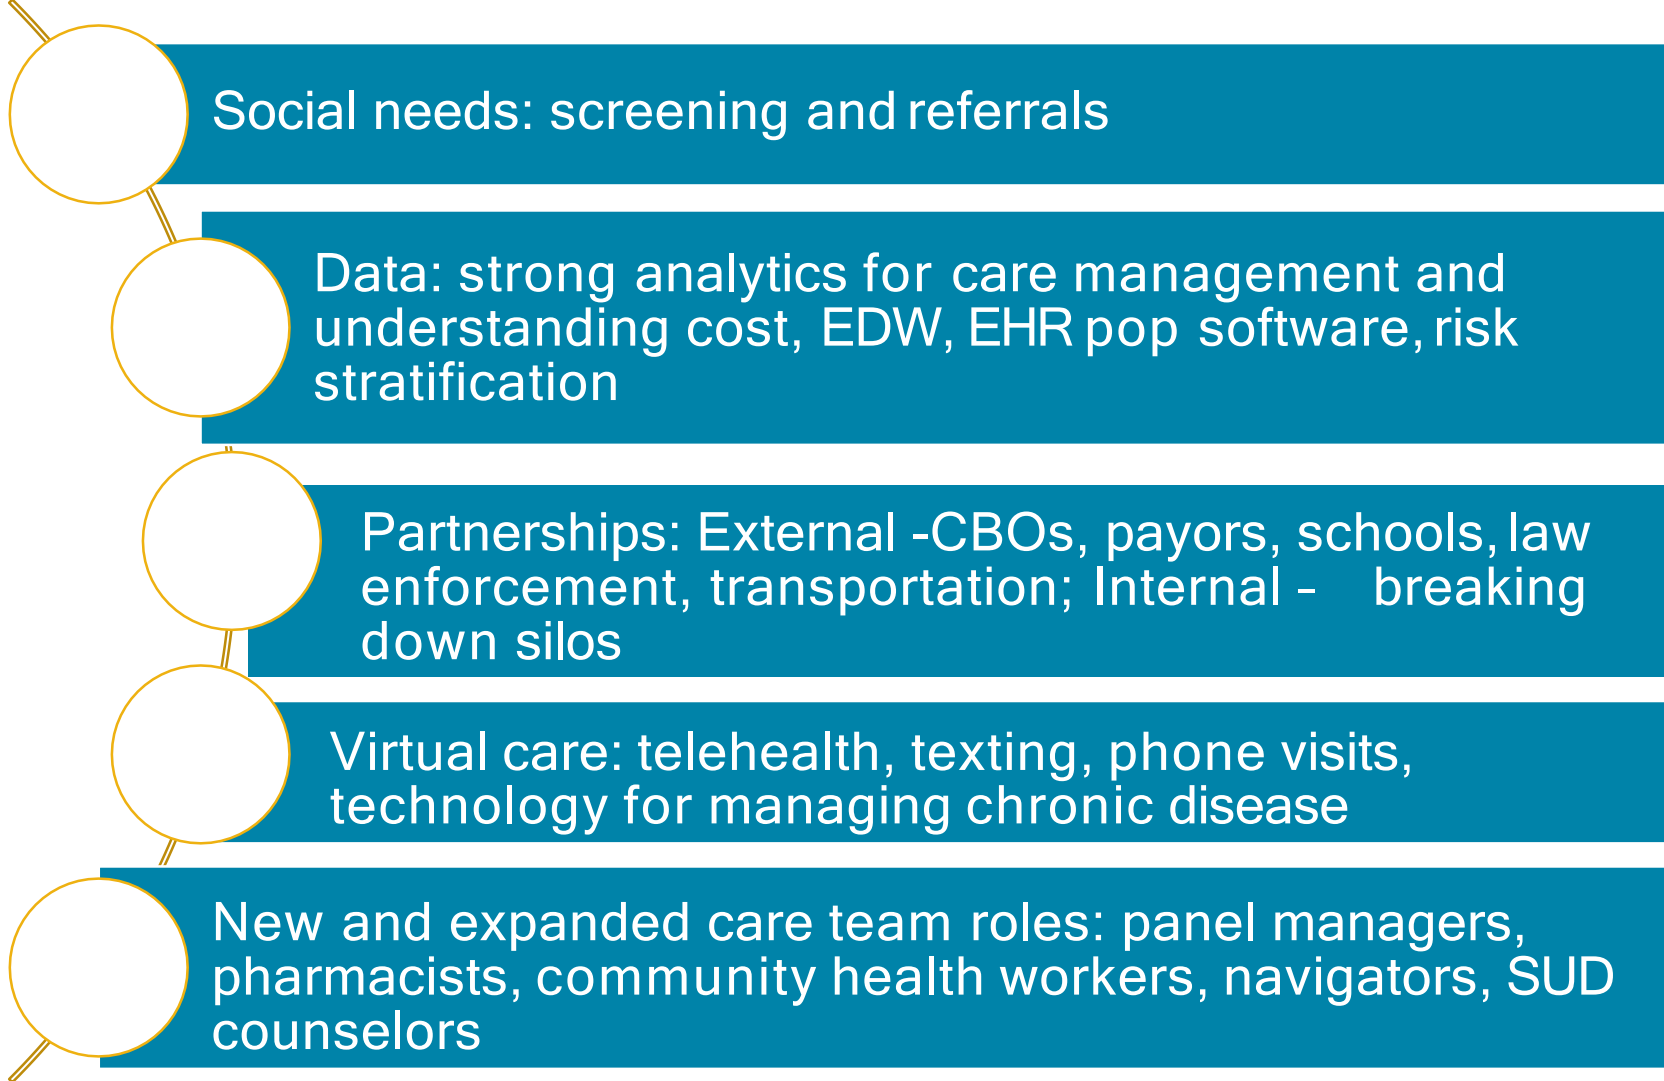 Social needs: screening and referrals
Data: strong analytics for care management and
understanding cost, EDW, EHR pop software, risk
stratification
Partnerships: External -CBOs, payors, schools, law
enforcement, transportation; Internal – breaking
down silos
Virtual care: telehealth, texting, phone visits,
technology for managing chronic disease
New and expanded care team roles: panel managers,
pharmacists, community health workers, navigators, SUD
counselors